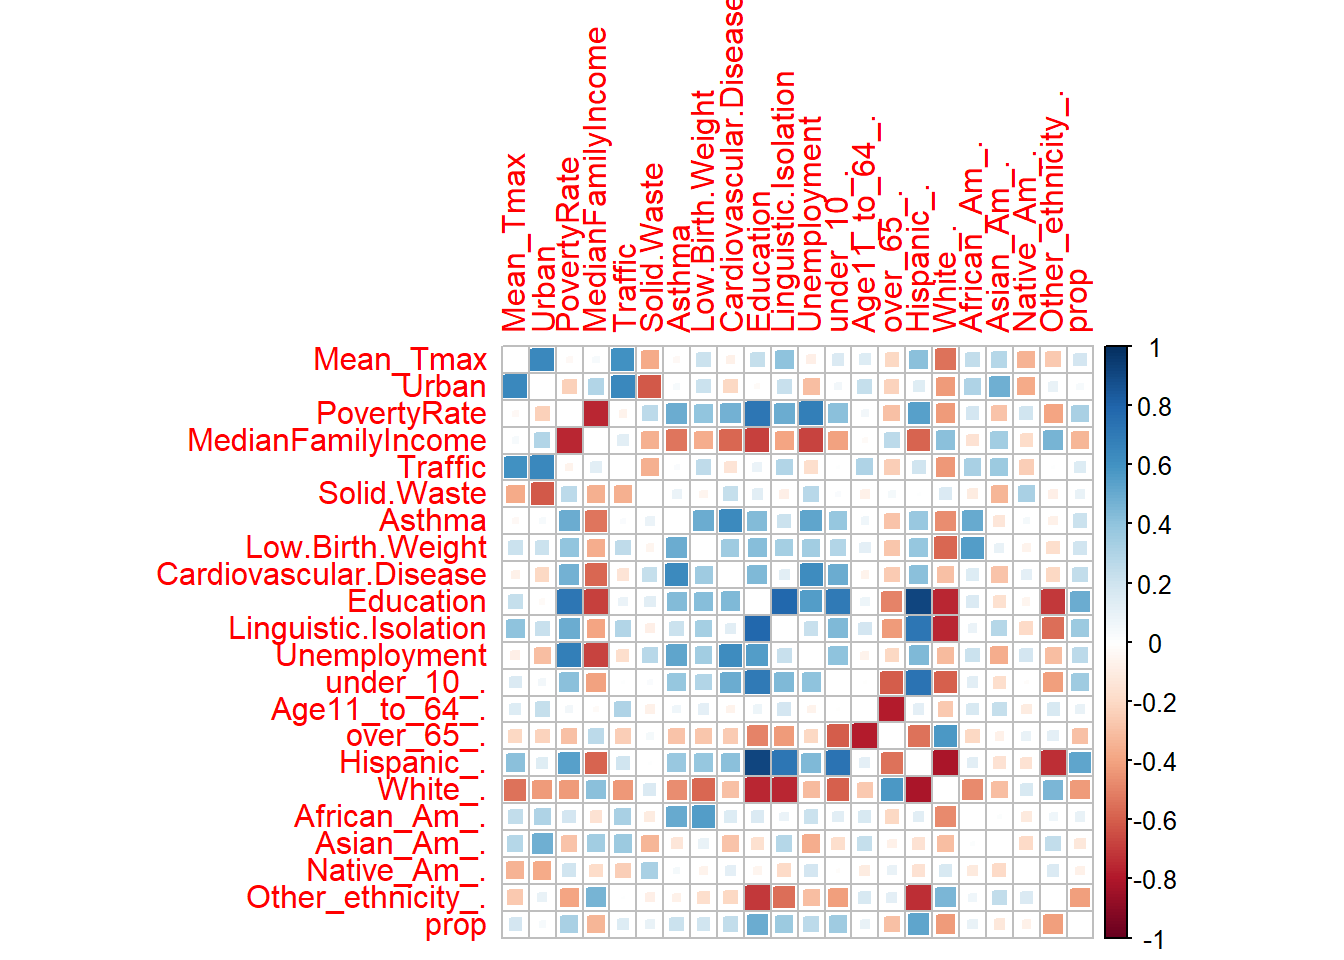 Mean_Tmax
Urban
PovertyRate
MedianFamilyIncome
Traffic
Solid.Waste
Asthma
Low.Birth.Weight
Cardiovascular.Disease
Education
Linguistic.Isolation
Unemployment
under_10_.
Age11_to_64_.
over_65_.
Hispanic_.
White_.
African_Am_.
Asian_Am_.
Native_Am_.
Other_ethnicity_.
prop
Mean_Tmax
Urban
PovertyRate
MedianFamilyIncome
Traffic
Solid.Waste
Asthma
Low.Birth.Weight
Cardiovascular.Disease
Education
Linguistic.Isolation
Unemployment
under_10_.
Age11_to_64_.
over_65_.
Hispanic_.
White_.
African_Am_.
Asian_Am_.
Native_Am_.
Other_ethnicity_.
prop
1
0.8
0.6
0.4
0.2
0
-0.2
-0.4
-0.6
-0.8
-1